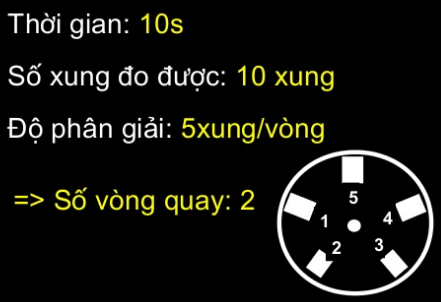 Thời gian: 10s
Số xung đo được: 10 xung
Độ phân giải: 5xung/vòng
=> Số vòng quay: 2
5
1
4
2
3